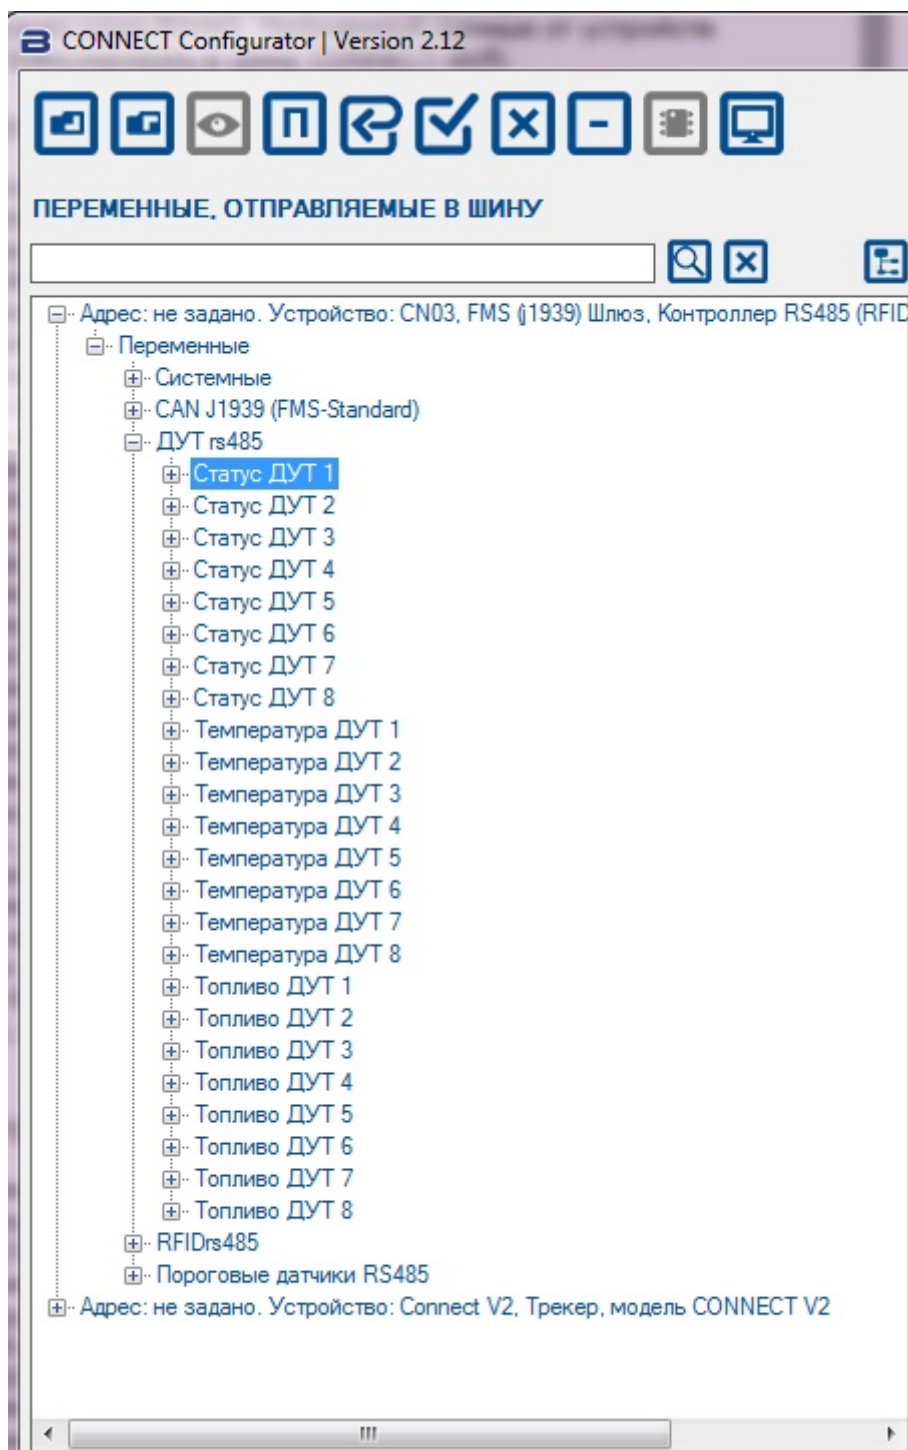 CONNECT Configurator | Version 2.12
ПЕРЕМЕННЫЕ, ОТПРАВЛЯЕМЫЕ В ШИНУ
Адрес: не задано. Устройство: CN03, FMS (j1939) Шлюз, Контроллер RS485 (RFID
Переменные
Системные
CAN J1939 (FMS-Standard)
ДУТ rs485
Статус ДУТ 1
Статус ДУТ 2
Статус ДУТ 3
Статус ДУТ 4
Статус ДУТ 5
Статус ДУТ 6
Статус ДУТ 7
Статус ДУТ 8
Температура ДУТ 1
Температура ДУТ 2
Температура ДУТ 3
Температура ДУТ 4
Температура ДУТ 5
Температура ДУТ 6
Температура ДУТ 7
Температура ДУТ 8
Топливо ДУТ 1
Топливо ДУТ 2
Топливо ДУТ 3
Топливо ДУТ 4
Топливо ДУТ 5
Топливо ДУТ 6
Топливо ДУТ 7
Топливо ДУТ 8
RFIDrs485
Пороговые датчики RS485
Адрес: не задано. Устройство: Connect V2, Трекер, модель CONNECT V2